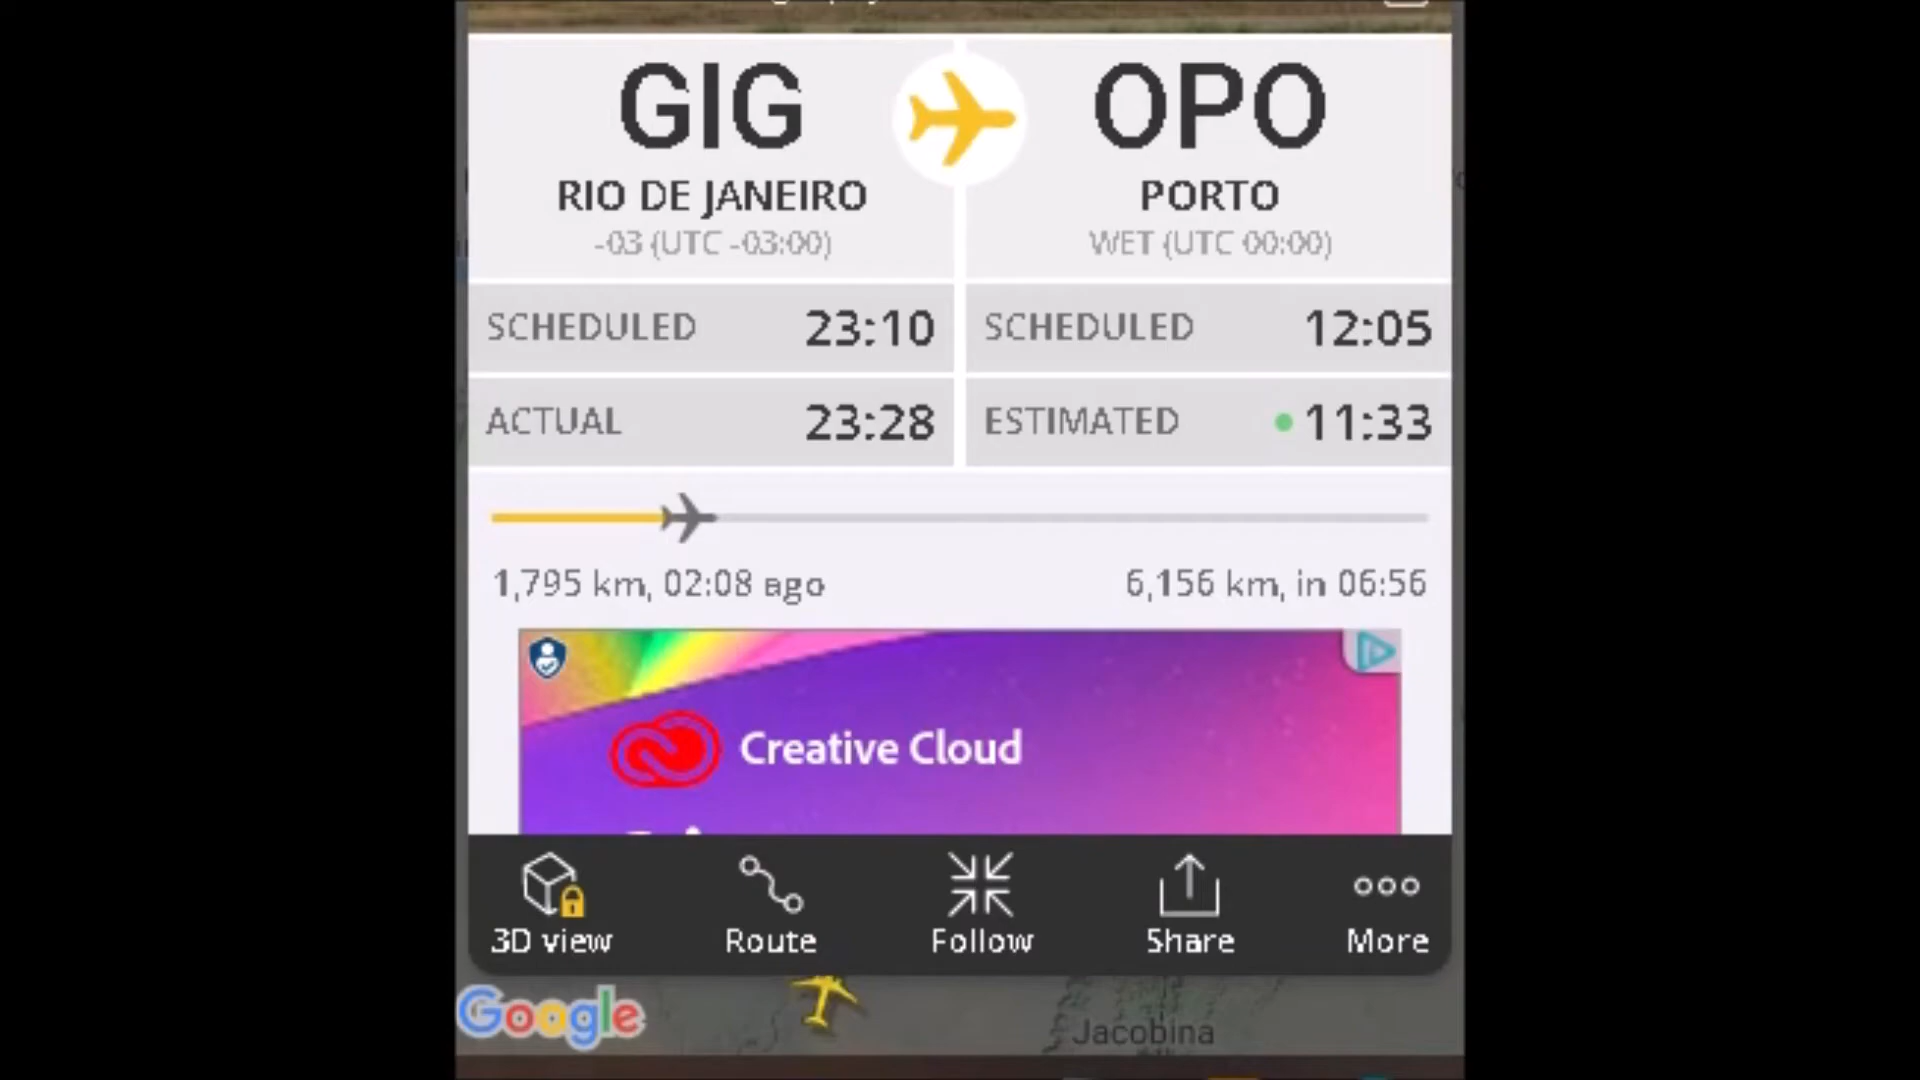 GIG
OPO
RIO DE JANEIRO
PORTO
-03 (UTC -03:00)
WET (UTC 00:00)
SCHEDULED 23:10
SCHEDULED 12:05
ACTUAL 23:28
ESTIMATED 11:33
1,795 km, 02:08 ago
6,156 km, in 06:56
Creative Cloud
3D view
Route
Follow
Share
More
Google
Jacobina